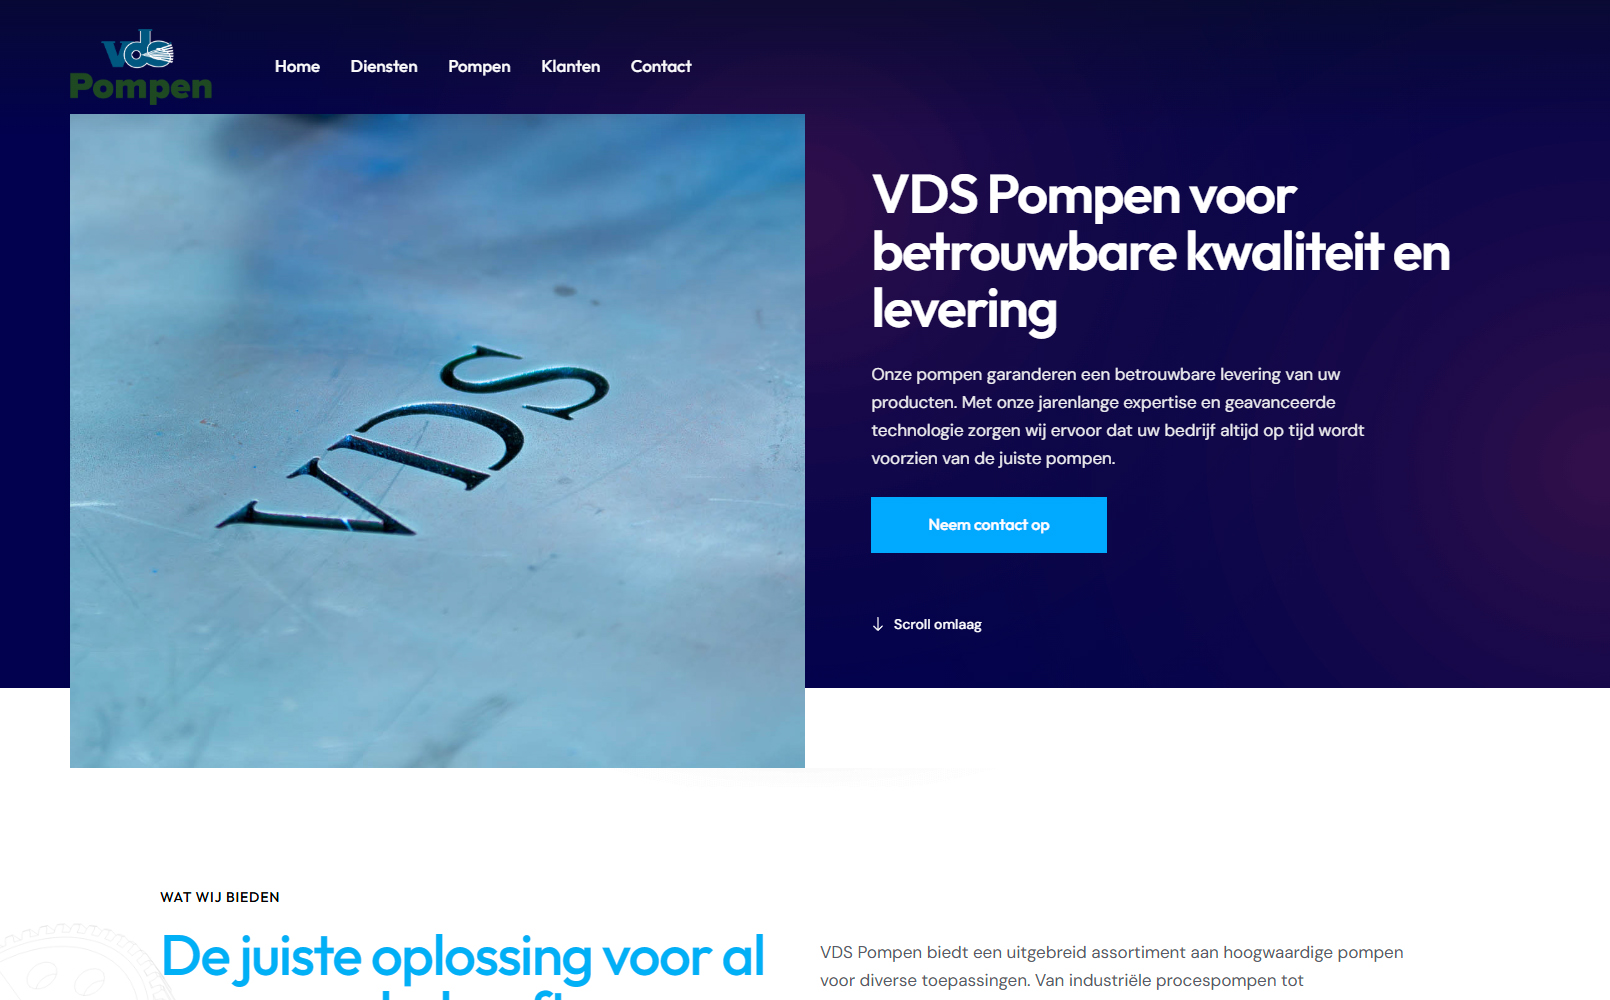 vds
Pompen
Home
Diensten
Pompen
Klanten
Contact
VDS
VDS Pompen voor
betrouwbare kwaliteit en
levering
Onze pompen garanderen een betrouwbare levering van uw
producten. Met onze jarenlange expertise en geavanceerde
technologie zorgen wij ervoor dat uw bedrijf altijd op tijd wordt
voorzien van de juiste pompen.
Neem contact op
Scroll omlaag
WAT WIJ BIEDEN
De juiste oplossing voor al
VDS Pompen biedt een uitgebreid assortiment aan hoogwaardige pompen
voor diverse toepassingen. Van industriële procespompen tot